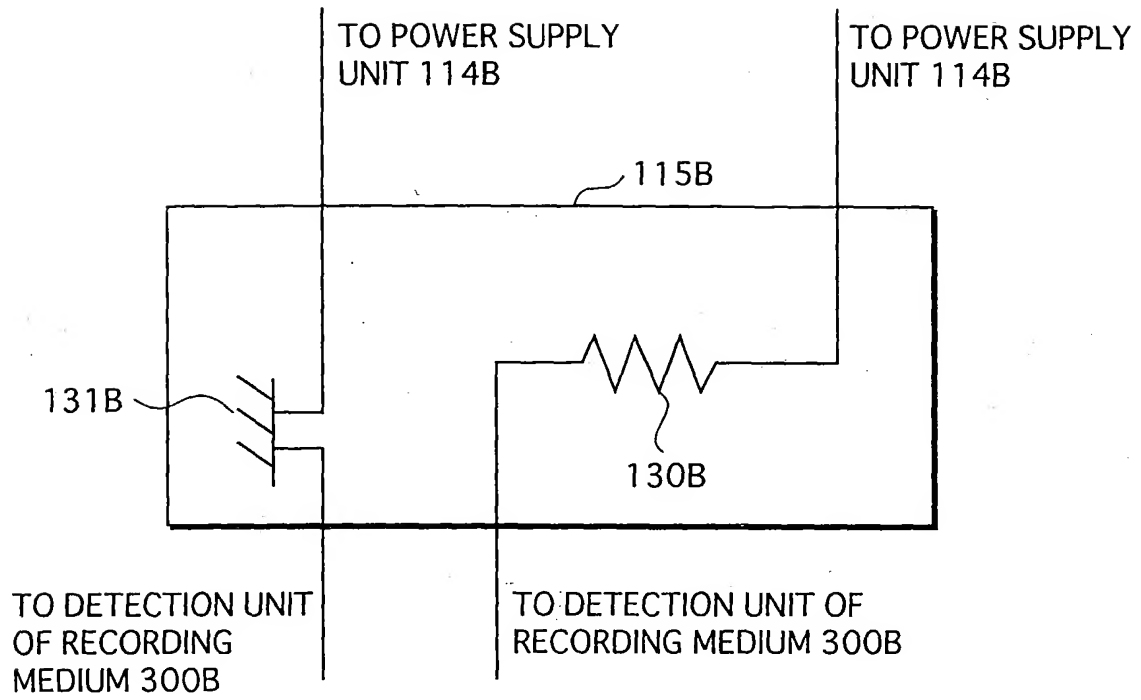 TO POWER SUPPLY
UNIT 114B
TO POWER SUPPLY
UNIT 114B
115B
131B
130B
TO DETECTION UNIT
OF RECORDING
MEDIUM 300B
TO DETECTION UNIT OF
RECORDING MEDIUM 300B